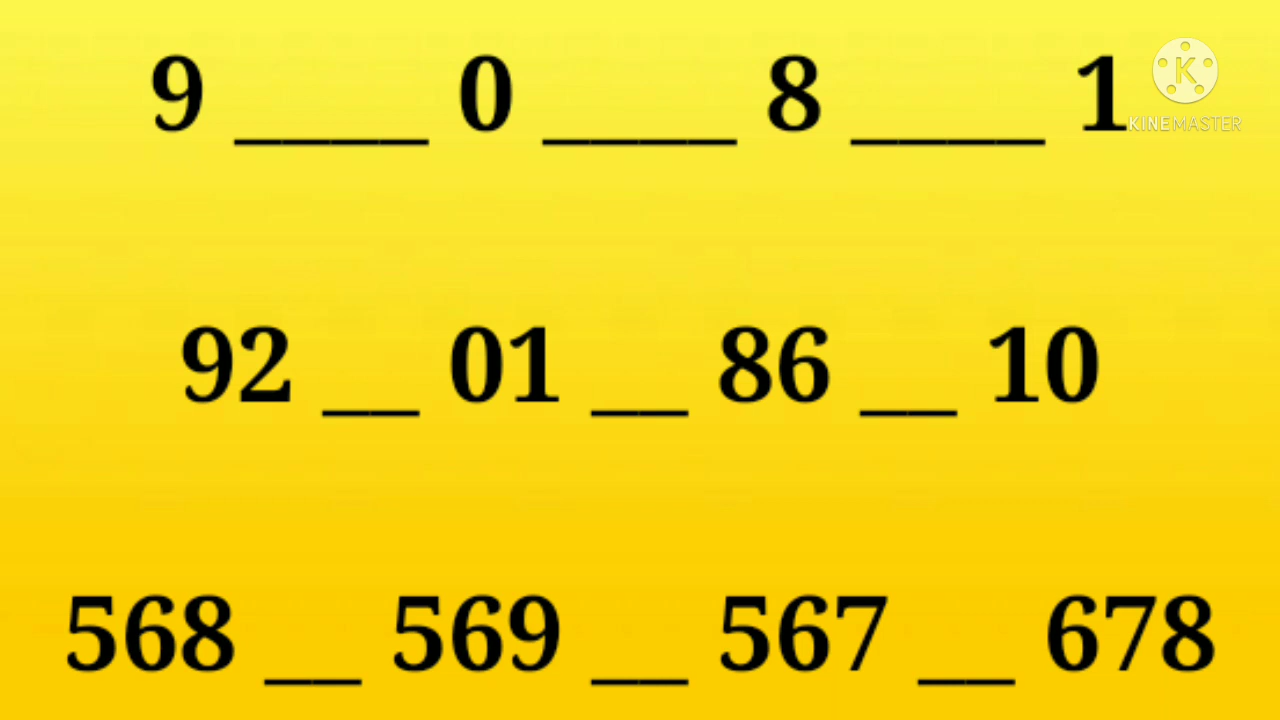 9 ____ 0 ____ 8 ____ 1
KINEMASTER
92 __ 01 __ 86 __ 10
568 __ 569 __ 567 __ 678